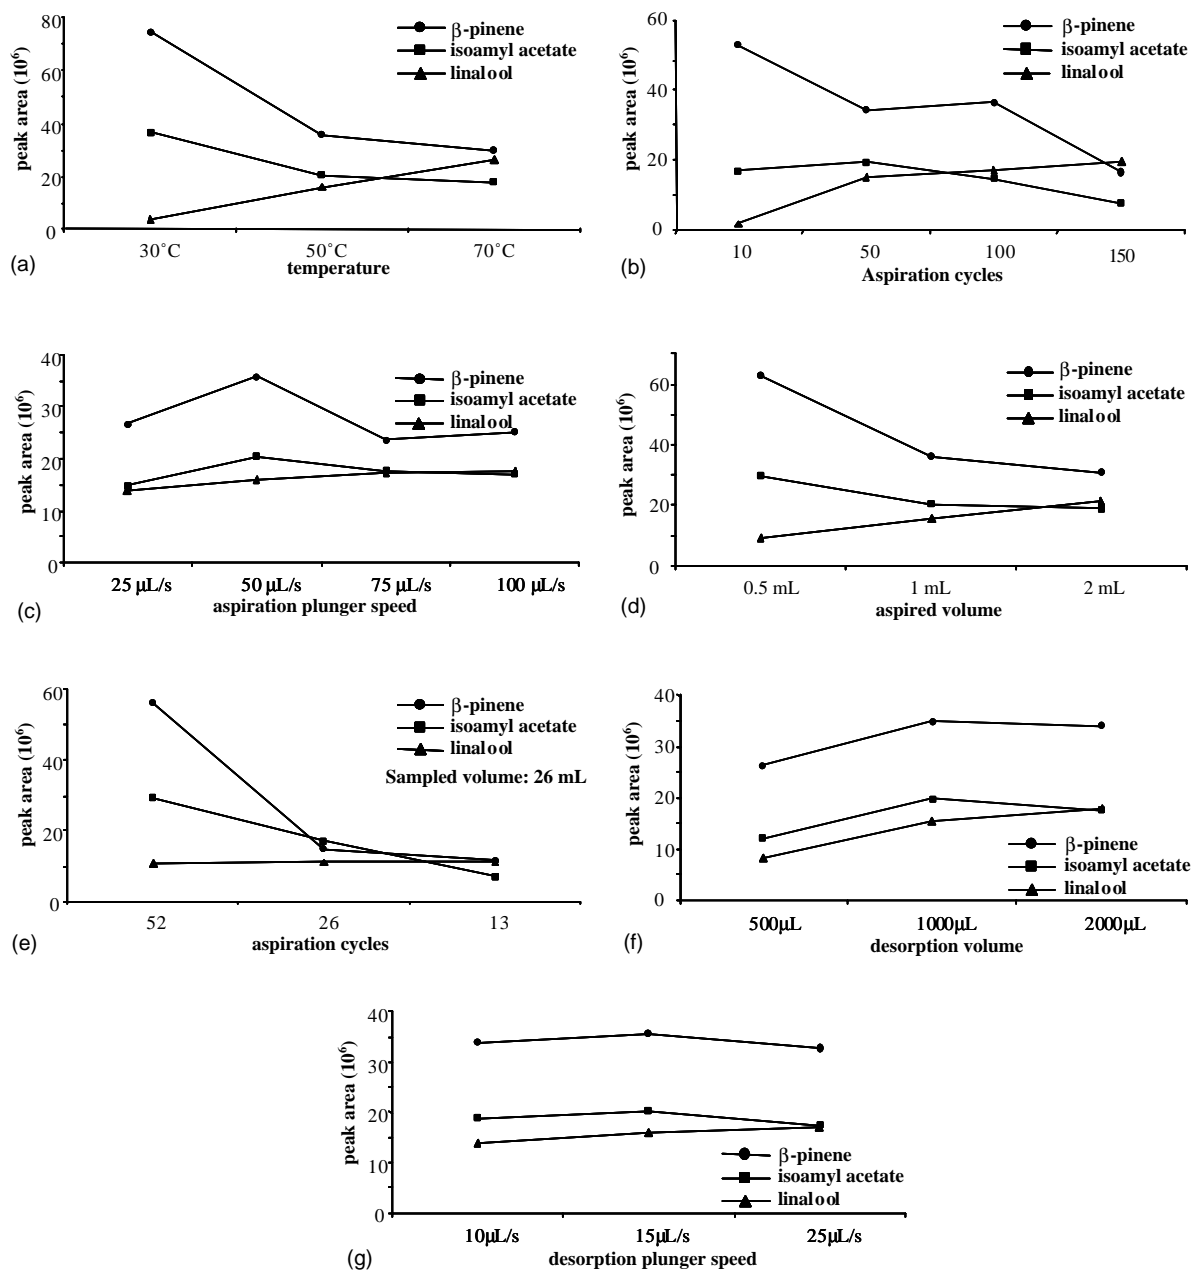 80
60
40
20
0
peak area (10⁶)
β-pinene
isoamyl acetate
linalool
30˚C 50˚C 70˚C
temperature
(a)
60
40
20
0
peak area (10⁶)
β-pinene
isoamyl acetate
linalool
10 50 100 150
Aspiration cycles
(b)
40
30
20
10
0
peak area (10⁶)
β-pinene
isoamyl acetate
linalool
25 μL/s 50 μL/s 75 μL/s 100 μL/s
aspiration plunger speed
(c)
60
40
20
0
peak area (10⁶)
β-pinene
isoamyl acetate
linalool
0.5 mL 1 mL 2 mL
aspired volume
(d)
60
40
20
0
peak area (10⁶)
β-pinene
isoamyl acetate
linalool
Sampled volume: 26 mL
52 26 13
aspiration cycles
(e)
40
30
20
10
0
peak area (10⁶)
β-pinene
isoamyl acetate
linalool
500μL 1000μL 2000μL
desorption volume
(f)
40
30
20
10
0
peak area (10⁶)
β-pinene
isoamyl acetate
linalool
10μL/s 15μL/s 25μL/s
desorption plunger speed
(g)